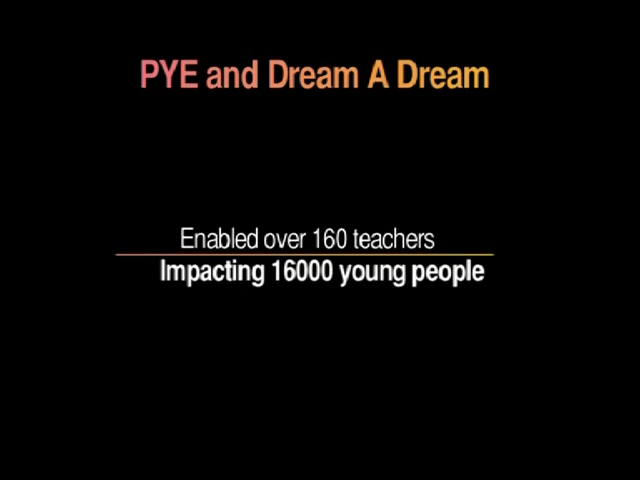 PYE and Dream A Dream
Enabled over 160 teachers
Impacting 16000 young people